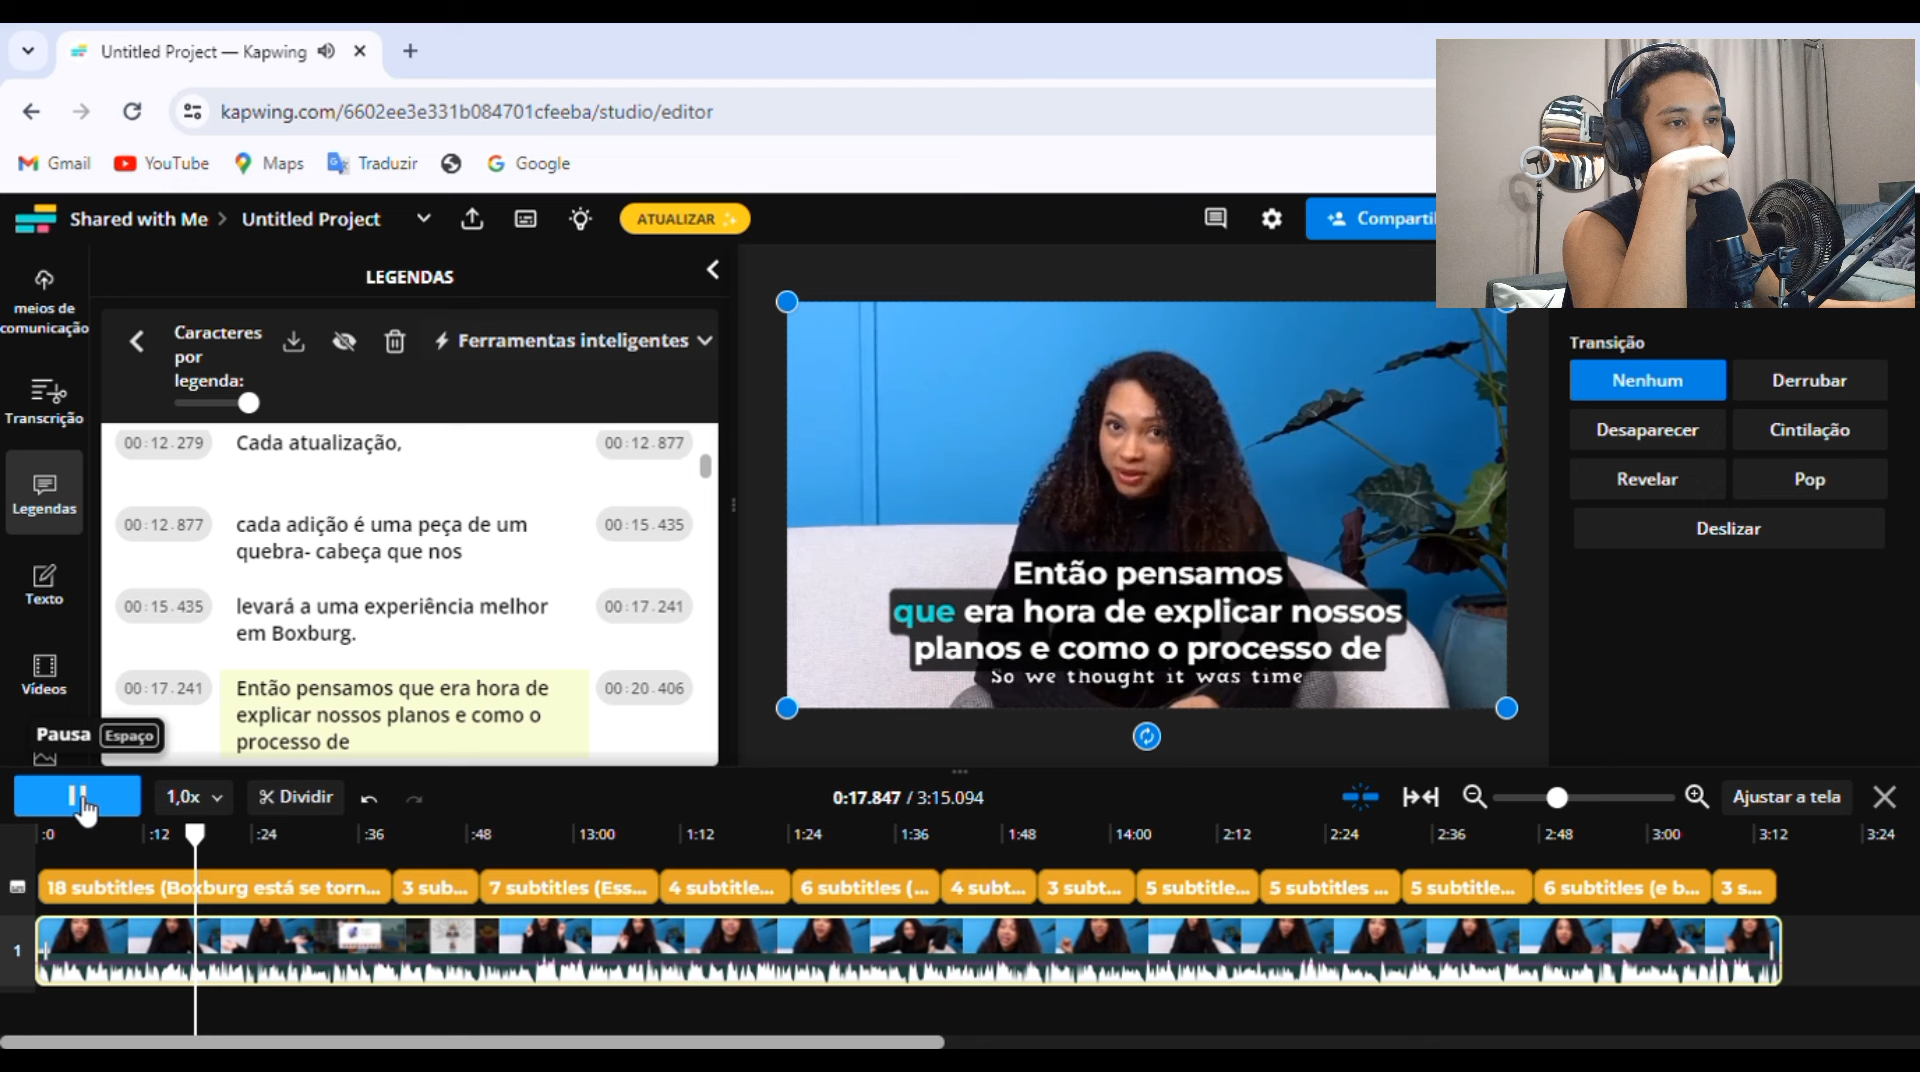 Untitled Project — Kapwing
kapwing.com/6602ee3e331b084701cfeeba/studio/editor
Gmail
YouTube
Maps
Traduzir
Google
Shared with Me > Untitled Project
ATUALIZAR
Compartil
meios de
comunicação
Transcrição
Legendas
Texto
Vídeos
LEGENDAS
Caracteres
por
legenda:
Ferramentas inteligentes
00:12.279 Cada atualização, 00:12.877
00:12.877 cada adição é uma peça de um 00:15.435
quebra- cabeça que nos
00:15.435 levará a uma experiência melhor 00:17.241
em Boxburg.
00:17.241 Então pensamos que era hora de 00:20.406
explicar nossos planos e como o
processo de
Pausa Espaço
Então pensamos
que era hora de explicar nossos
planos e como o processo de
So we thought it was time
Transição
Nenhum
Derrubar
Desaparecer
Cintilação
Revelar
Pop
Deslizar
1,0x
Dividir
0:17.847 / 3:15.094
Ajustar a tela
:0 :12 :24 :36 :48 13:00 1:12 1:24 1:36 1:48 14:00 2:12 2:24 2:36 2:48 3:00 3:12 3:24
18 subtitles (Boxburg está se torn...
3 sub...
7 subtitles (Ess...
4 subtitle...
6 subtitles (...
4 subt...
3 subt...
5 subtitle...
5 subtitles ...
5 subtitle...
6 subtitles (e b...
3 s...
1